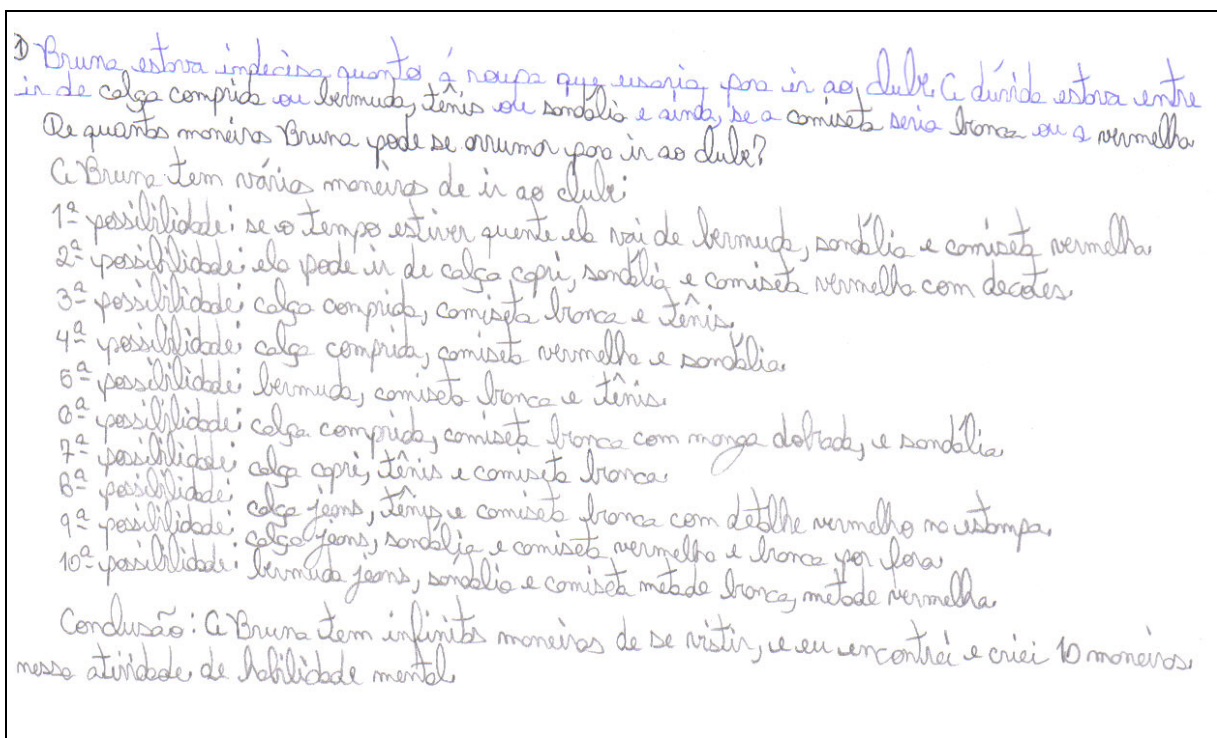 1) Bruna estava indecisa quanto á roupa que usaria para ir ao clube. A dúvida estava entre
ir de calça comprida ou bermuda, tênis ou sandália e ainda, se a camiseta seria branca ou a vermelha
De quantas maneiras Bruna pode se arrumar para ir ao clube?
A Bruna tem várias maneiras de ir ao clube:
1ª possibilidade: se o tempo estiver quente ela vai de bermuda, sandália e camiseta vermelha.
2ª possibilidade: ela pode ir de calça capri, sandália e camiseta vermelha com decotes.
3ª possibilidade: calça comprida, camiseta branca e tênis.
4ª possibilidade: calça comprida, camiseta vermelha e sandália.
5ª possibilidade: bermuda, camiseta branca e tênis.
6ª possibilidade: calça comprida, camiseta branca com manga dobrada, e sandália.
7ª possibilidade: calça capri, tênis e camiseta branca.
8ª possibilidade: calça jeans, tênis e camiseta branca com detalhe vermelho na estampa.
9ª possibilidade: calça jeans, sandália e camiseta vermelha e branca por fora.
10ª possibilidade: bermuda jeans, sandália e camiseta metade branca, metade vermelha.
Conclusão: A Bruna tem infinitas maneiras de se vistir, e eu encontrei e criei 10 maneiras
nessa atividade de habilidade mental.